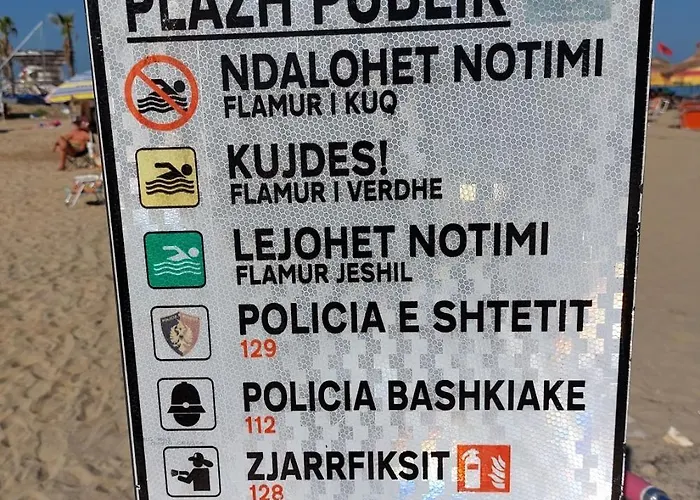 PLAZH PUBLIK
NDALOHET NOTIMI
FLAMUR I KUQ
KUJDES!
FLAMUR I VERDHE
LEJOHET NOTIMI
FLAMUR JESHIL
POLICIA E SHTETIT
129
POLICIA BASHKIAKE
112
ZJARRFIKSIT
128